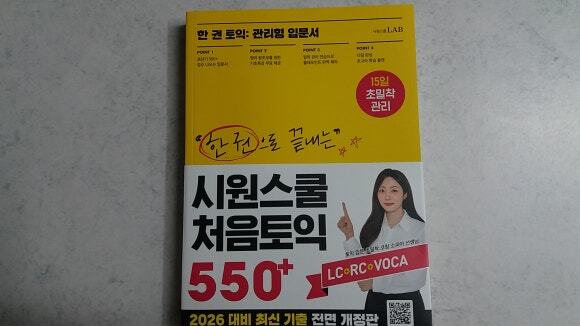 한 권 토익: 관리형 입문서
시원스쿨LAB
POINT 1
POINT 2
POINT 3
POINT 4
15일
초밀착
관리
"한 권으로 끝내는"
시원스쿨
처음토익
550+
LC+RC+VOCA
2026 대비 최신 기출 전면 개정판